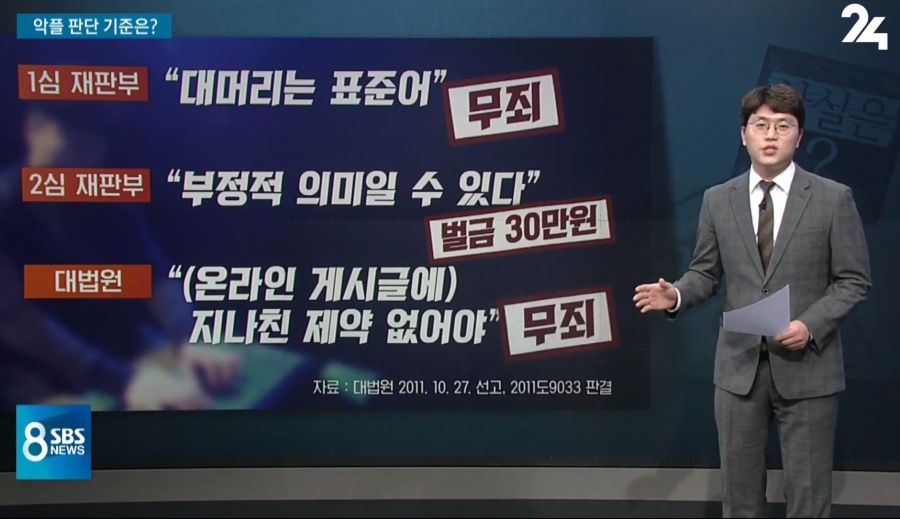 악플 판단 기준은?
24
1심 재판부 “대머리는 표준어” 무죄
2심 재판부 “부정적 의미일 수 있다”
벌금 30만원
대법원 “(온라인 게시글에)
지나친 제약 없어야” 무죄
자료 : 대법원 2011. 10. 27. 선고, 2011도9033 판결
8 SBS
NEWS
사실은
?